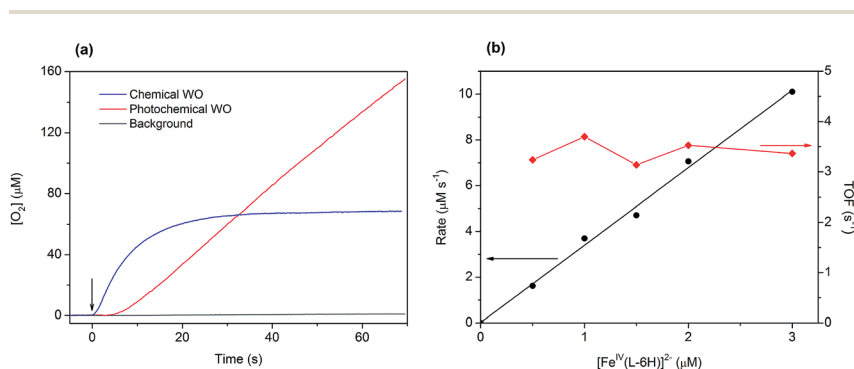 (a)
160
120
80
40
0
[O₂] (µM)
Chemical WO
Photochemical WO
Background
0 20 40 60
Time (s)
(b)
10
8
6
4
2
0
Rate (µM s⁻¹)
5
4
3
2
1
0
TOF (s⁻¹)
0 1 2 3
[Fe^IV(L-6H)]²⁻ (µM)